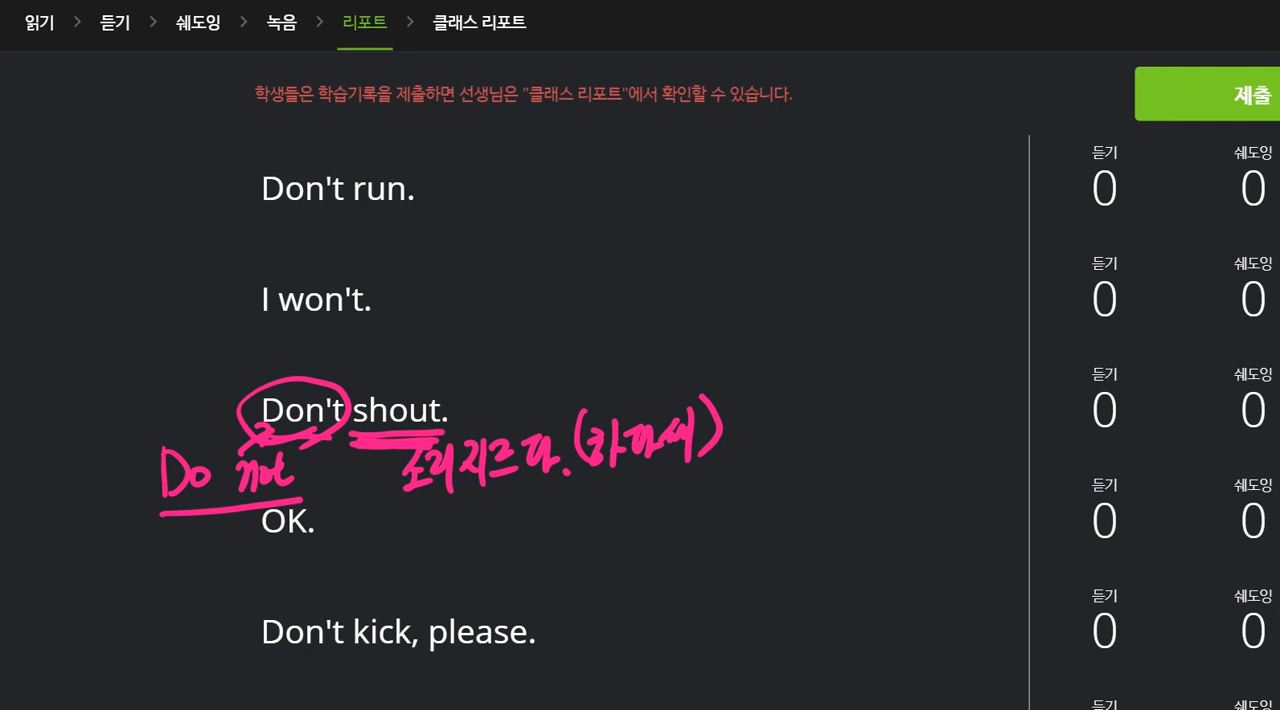 읽기 > 듣기 > 쉐도잉 > 녹음 > 리포트 > 클래스 리포트
학생들은 학습기록을 제출하면 선생님은 "클래스 리포트"에서 확인할 수 있습니다.
제출
듣기 쉐도잉
Don't run. 0 0
듣기 쉐도잉
I won't. 0 0
듣기 쉐도잉
Don't shout. 0 0
Do not 소리지르다.
듣기 쉐도잉
OK. 0 0
듣기 쉐도잉
Don't kick, please. 0 0